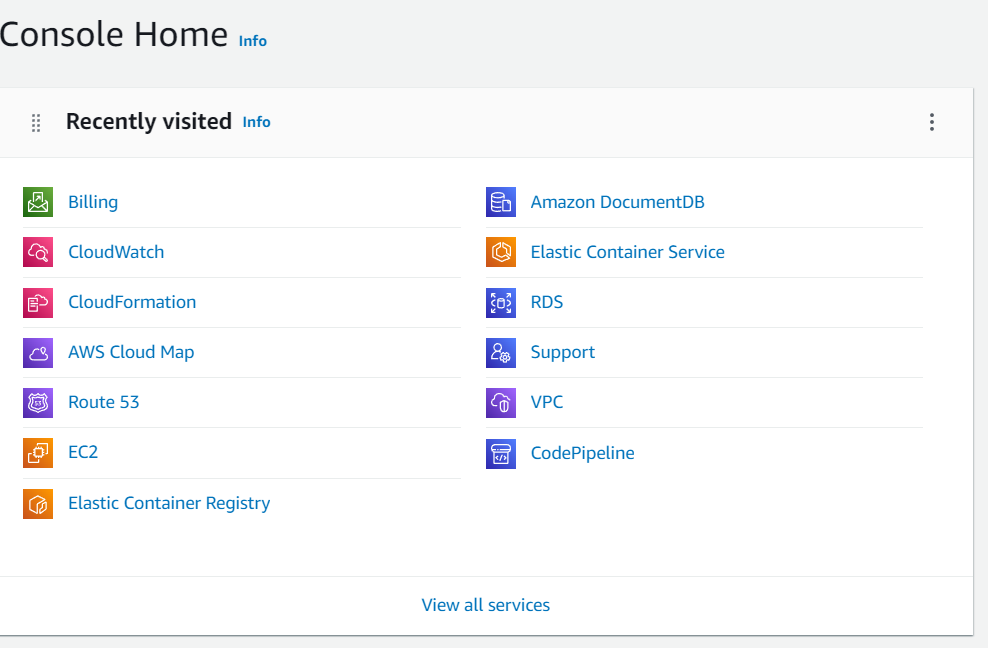 Console Home Info
Recently visited Info
Billing
CloudWatch
CloudFormation
AWS Cloud Map
Route 53
EC2
Elastic Container Registry
Amazon DocumentDB
Elastic Container Service
RDS
Support
VPC
CodePipeline
View all services